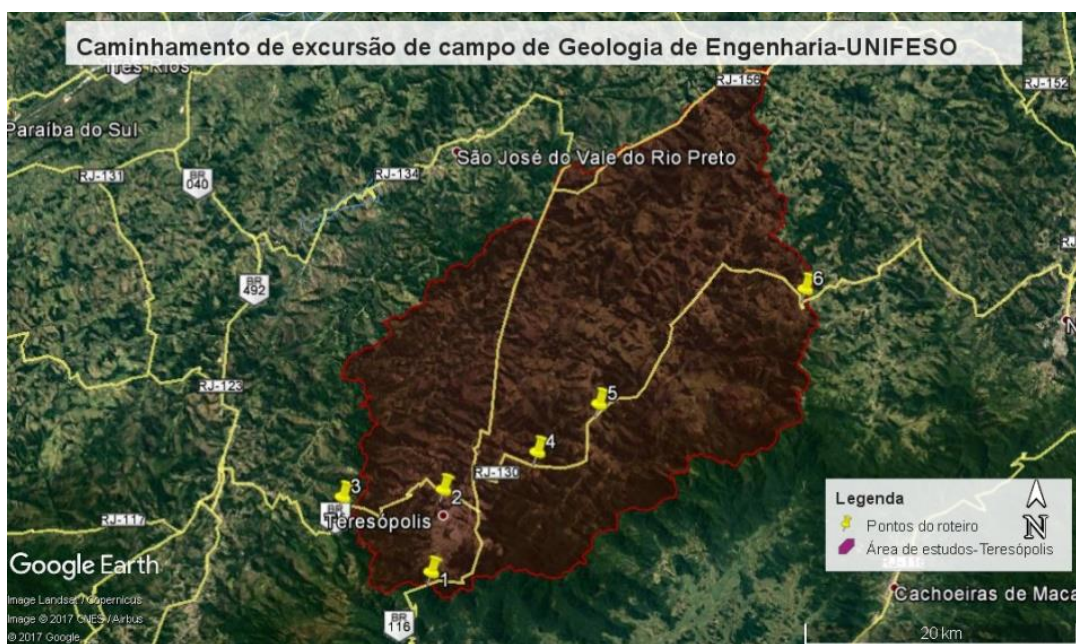 Caminhamento de excursão de campo de Geologia de Engenharia-UNIFESO
Três Rios
RJ-156
RJ-152
Paraíba do Sul
São José do Vale do Rio Preto
RJ-131
BR
040
RJ-134
BR
492
6
RJ-123
5
4
RJ-130
3
2
BR
Teresópolis
RJ-117
1
Legenda
Pontos do roteiro
Área de estudos-Teresópolis
N
Google Earth
Image Landsat / Copernicus
Image © 2017 CNES / Airbus
© 2017 Google
BR
116
Cachoeiras de Maca
20 km